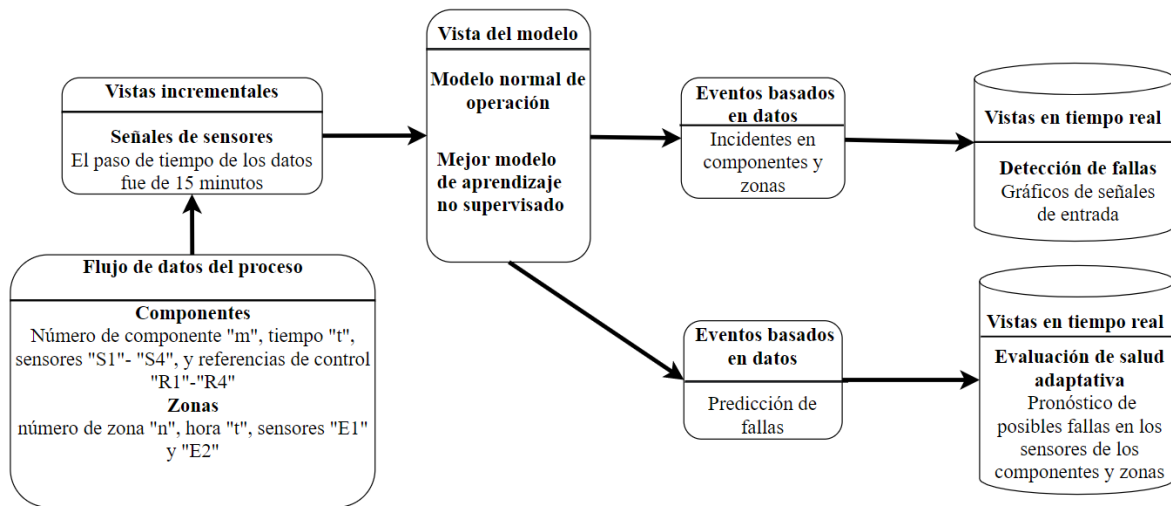 Flujo de datos del proceso
Componentes
Número de componente "m", tiempo "t",
sensores "S1"- "S4", y referencias de control
"R1"-"R4"
Zonas
número de zona "n", hora "t", sensores "E1"
y "E2"
Vistas incrementales
Señales de sensores
El paso de tiempo de los datos
fue de 15 minutos
Vista del modelo
Modelo normal de
operación
Mejor modelo
de aprendizaje
no supervisado
Eventos basados
en datos
Incidentes en
componentes y
zonas
Vistas en tiempo real
Detección de fallas
Gráficos de señales
de entrada
Eventos basados
en datos
Predicción de
fallas
Vistas en tiempo real
Evaluación de salud
adaptativa
Pronóstico de
posibles fallas en los
sensores de los
componentes y zonas